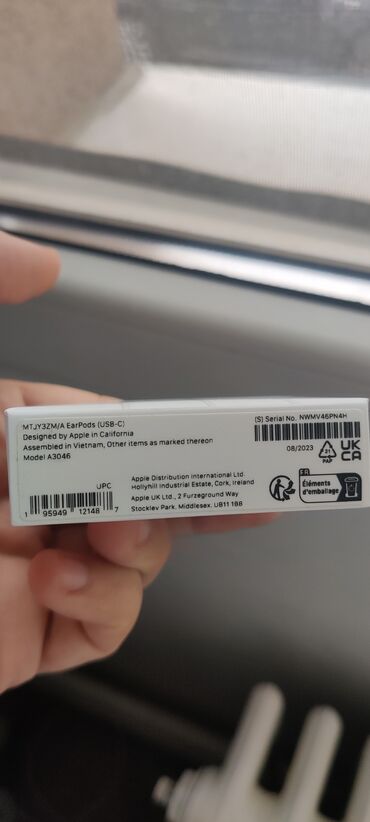 MTJY3ZM/A EarPods (USB-C)
Designed by Apple in California
Assembled in Vietnam, Other items as marked thereon
Model A3046
(S) Serial No. NWMV46PN4H
08/2023
21
PAP
UK
CA
UPC
1 95949 12148 7
Apple Distribution International Ltd.
Hollyhill Industrial Estate, Cork, Ireland
Apple UK Ltd., 2 Furzeground Way
Stockley Park, Middlesex, UB11 1BB
FR
Éléments
d'emballage